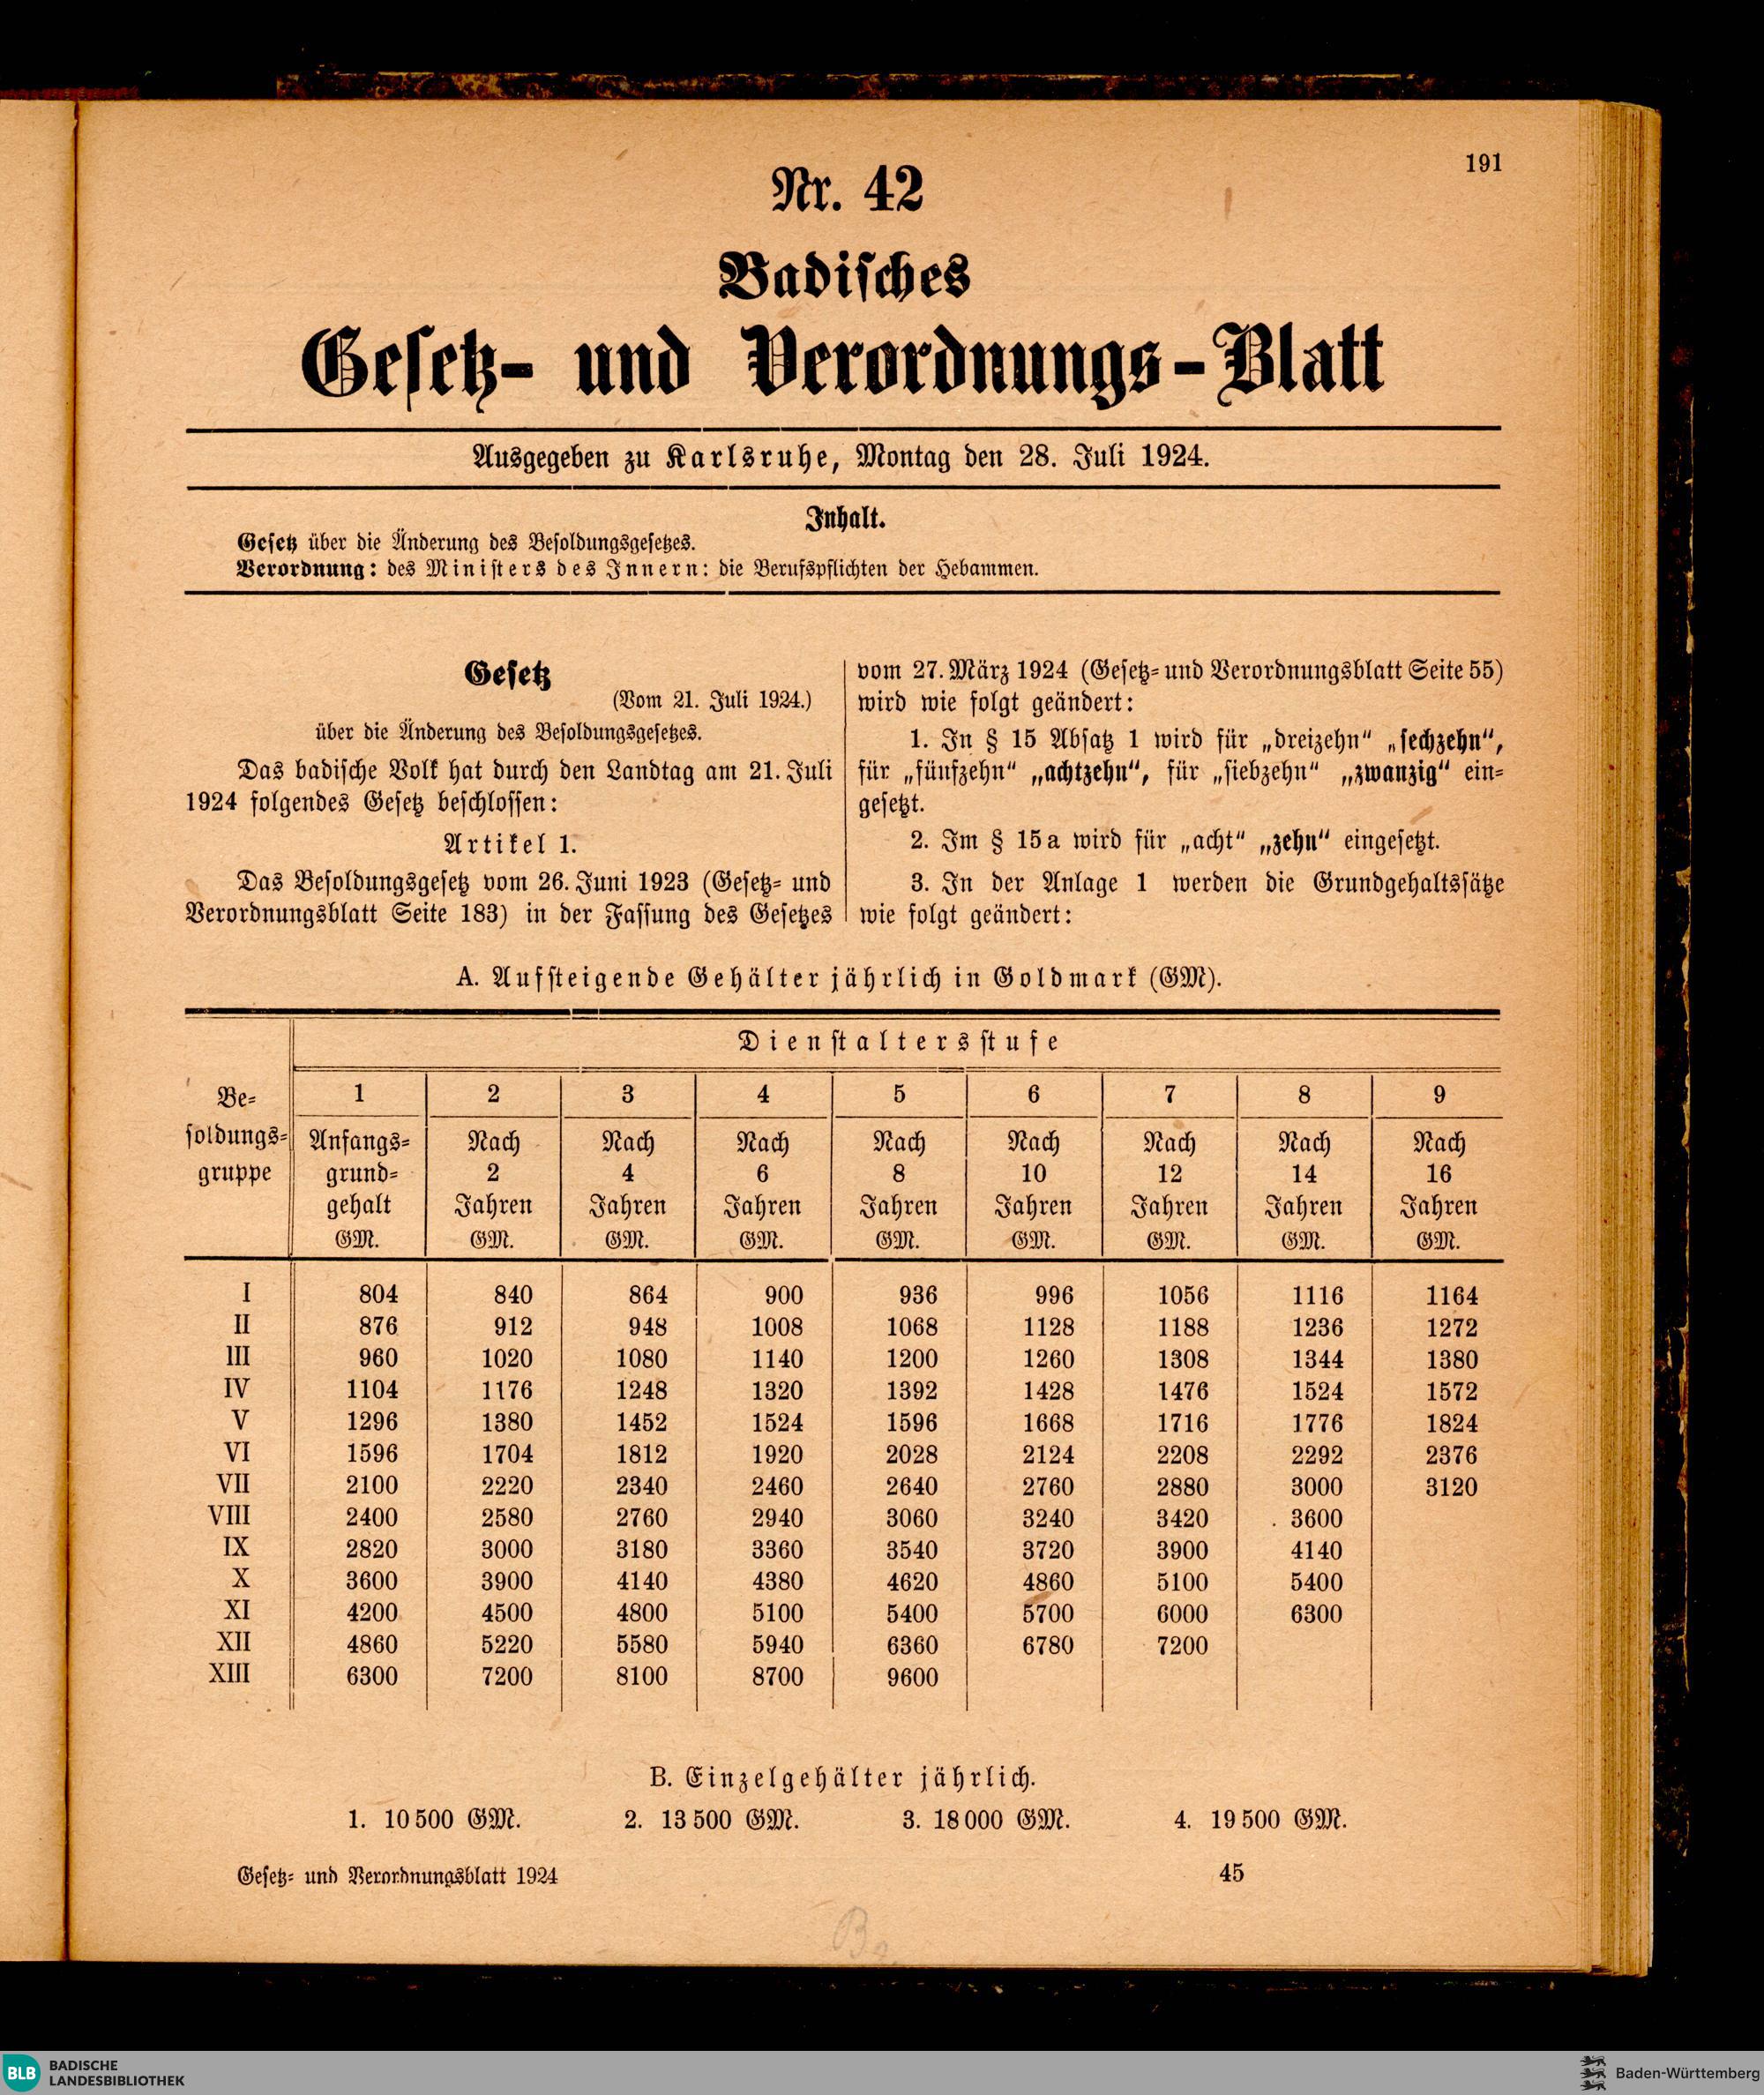 191
Nr. 42
Badisches
Gesetz- und Verordnungs-Blatt
Ausgegeben zu Karlsruhe, Montag den 28. Juli 1924.
Inhalt.
Gesetz über die Änderung des Besoldungsgesetzes.
Verordnung: des Ministers des Innern: die Berufspflichten der Hebammen.
Gesetz
(Vom 21. Juli 1924.)
über die Änderung des Besoldungsgesetzes.
Das badische Volk hat durch den Landtag am 21. Juli
1924 folgendes Gesetz beschlossen:
Artikel 1.
Das Besoldungsgesetz vom 26. Juni 1923 (Gesetz- und
Verordnungsblatt Seite 183) in der Fassung des Gesetzes
vom 27. März 1924 (Gesetz- und Verordnungsblatt Seite 55)
wird wie folgt geändert:
1. In § 15 Absatz 1 wird für „dreizehn“ „sechzehn“,
für „fünfzehn“ „achtzehn“, für „siebzehn“ „zwanzig“ ein-
gesetzt.
2. Im § 15a wird für „acht“ „zehn“ eingesetzt.
3. In der Anlage 1 werden die Grundgehaltssätze
wie folgt geändert:
A. Aufsteigende Gehälter jährlich in Goldmark (GM).
Dienstaltersstufe
Be-
soldungs-
gruppe
1 2 3 4 5 6 7 8 9
Anfangs- Nach Nach Nach Nach Nach Nach Nach Nach
grund- 2 4 6 8 10 12 14 16
gehalt Jahren Jahren Jahren Jahren Jahren Jahren Jahren Jahren
GM. GM. GM. GM. GM. GM. GM. GM. GM.
I 804 840 864 900 936 996 1056 1116 1164
II 876 912 948 1008 1068 1128 1188 1236 1272
III 960 1020 1080 1140 1200 1260 1308 1344 1380
IV 1104 1176 1248 1320 1392 1428 1476 1524 1572
V 1296 1380 1452 1524 1596 1668 1716 1776 1824
VI 1596 1704 1812 1920 2028 2124 2208 2292 2376
VII 2100 2220 2340 2460 2640 2760 2880 3000 3120
VIII 2400 2580 2760 2940 3060 3240 3420 3600
IX 2820 3000 3180 3360 3540 3720 3900 4140
X 3600 3900 4140 4380 4620 4860 5100 5400
XI 4200 4500 4800 5100 5400 5700 6000 6300
XII 4860 5220 5580 5940 6360 6780 7200
XIII 6300 7200 8100 8700 9600
B. Einzelgehälter jährlich.
1. 10 500 GM. 2. 13 500 GM. 3. 18 000 GM. 4. 19 500 GM.
Gesetz- und Verordnungsblatt 1924 45
BLB BADISCHE
LANDESBIBLIOTHEK
Baden-Württemberg